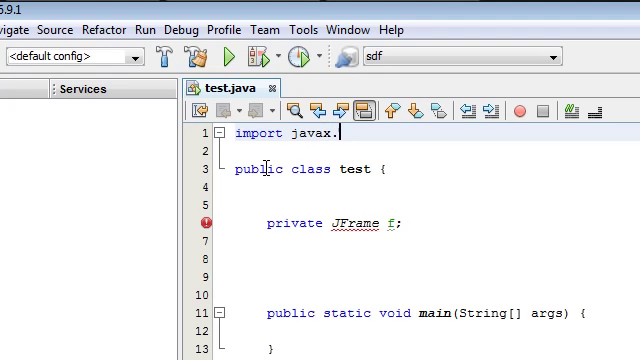 5.9.1
vigate Source Refactor Run Debug Profile Team Tools Window Help
<default config> sdf
Services test.java
1 import javax.
2
3 public class test {
4
5
private JFrame f;
7
8
9
10
11 public static void main(String[] args) {
12
13 }